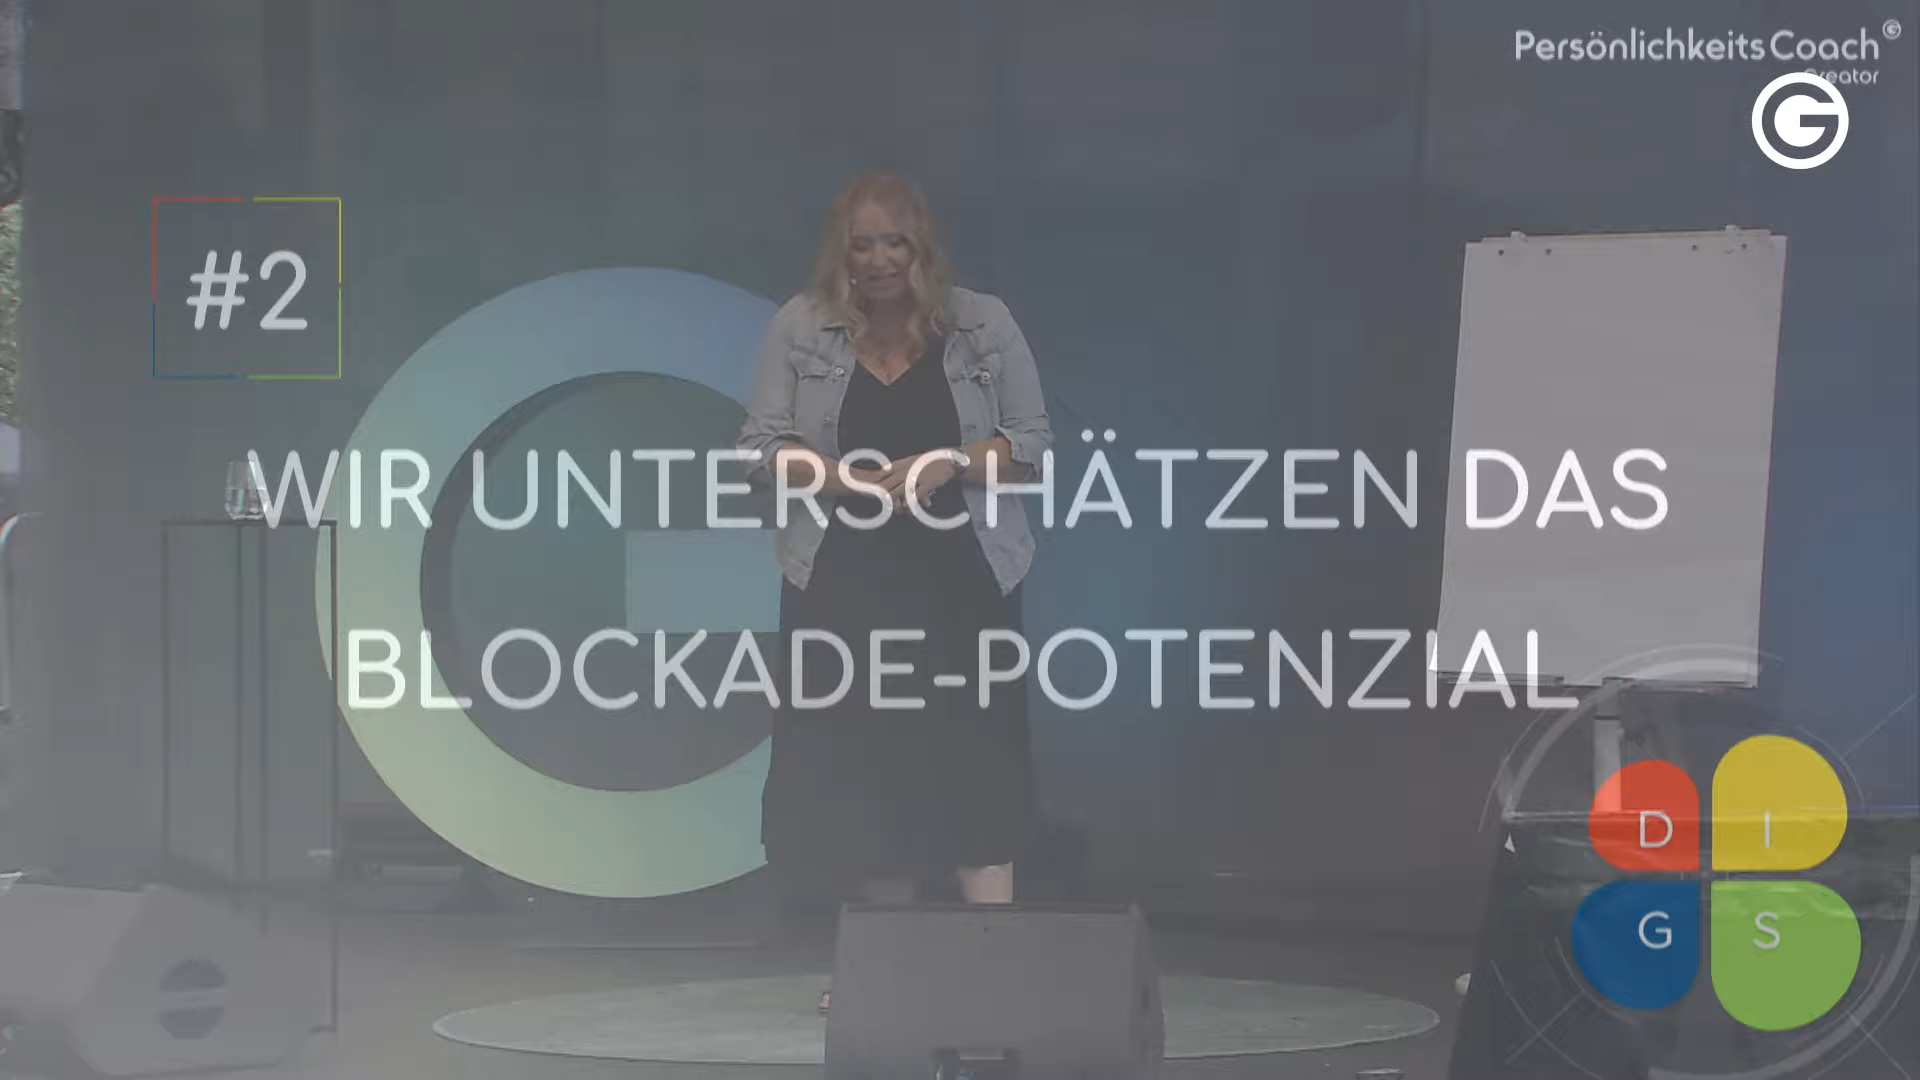 PersönlichkeitsCoach
Creator
G
#2
WIR UNTERSCHÄTZEN DAS
BLOCKADE-POTENZIAL
D I
G S